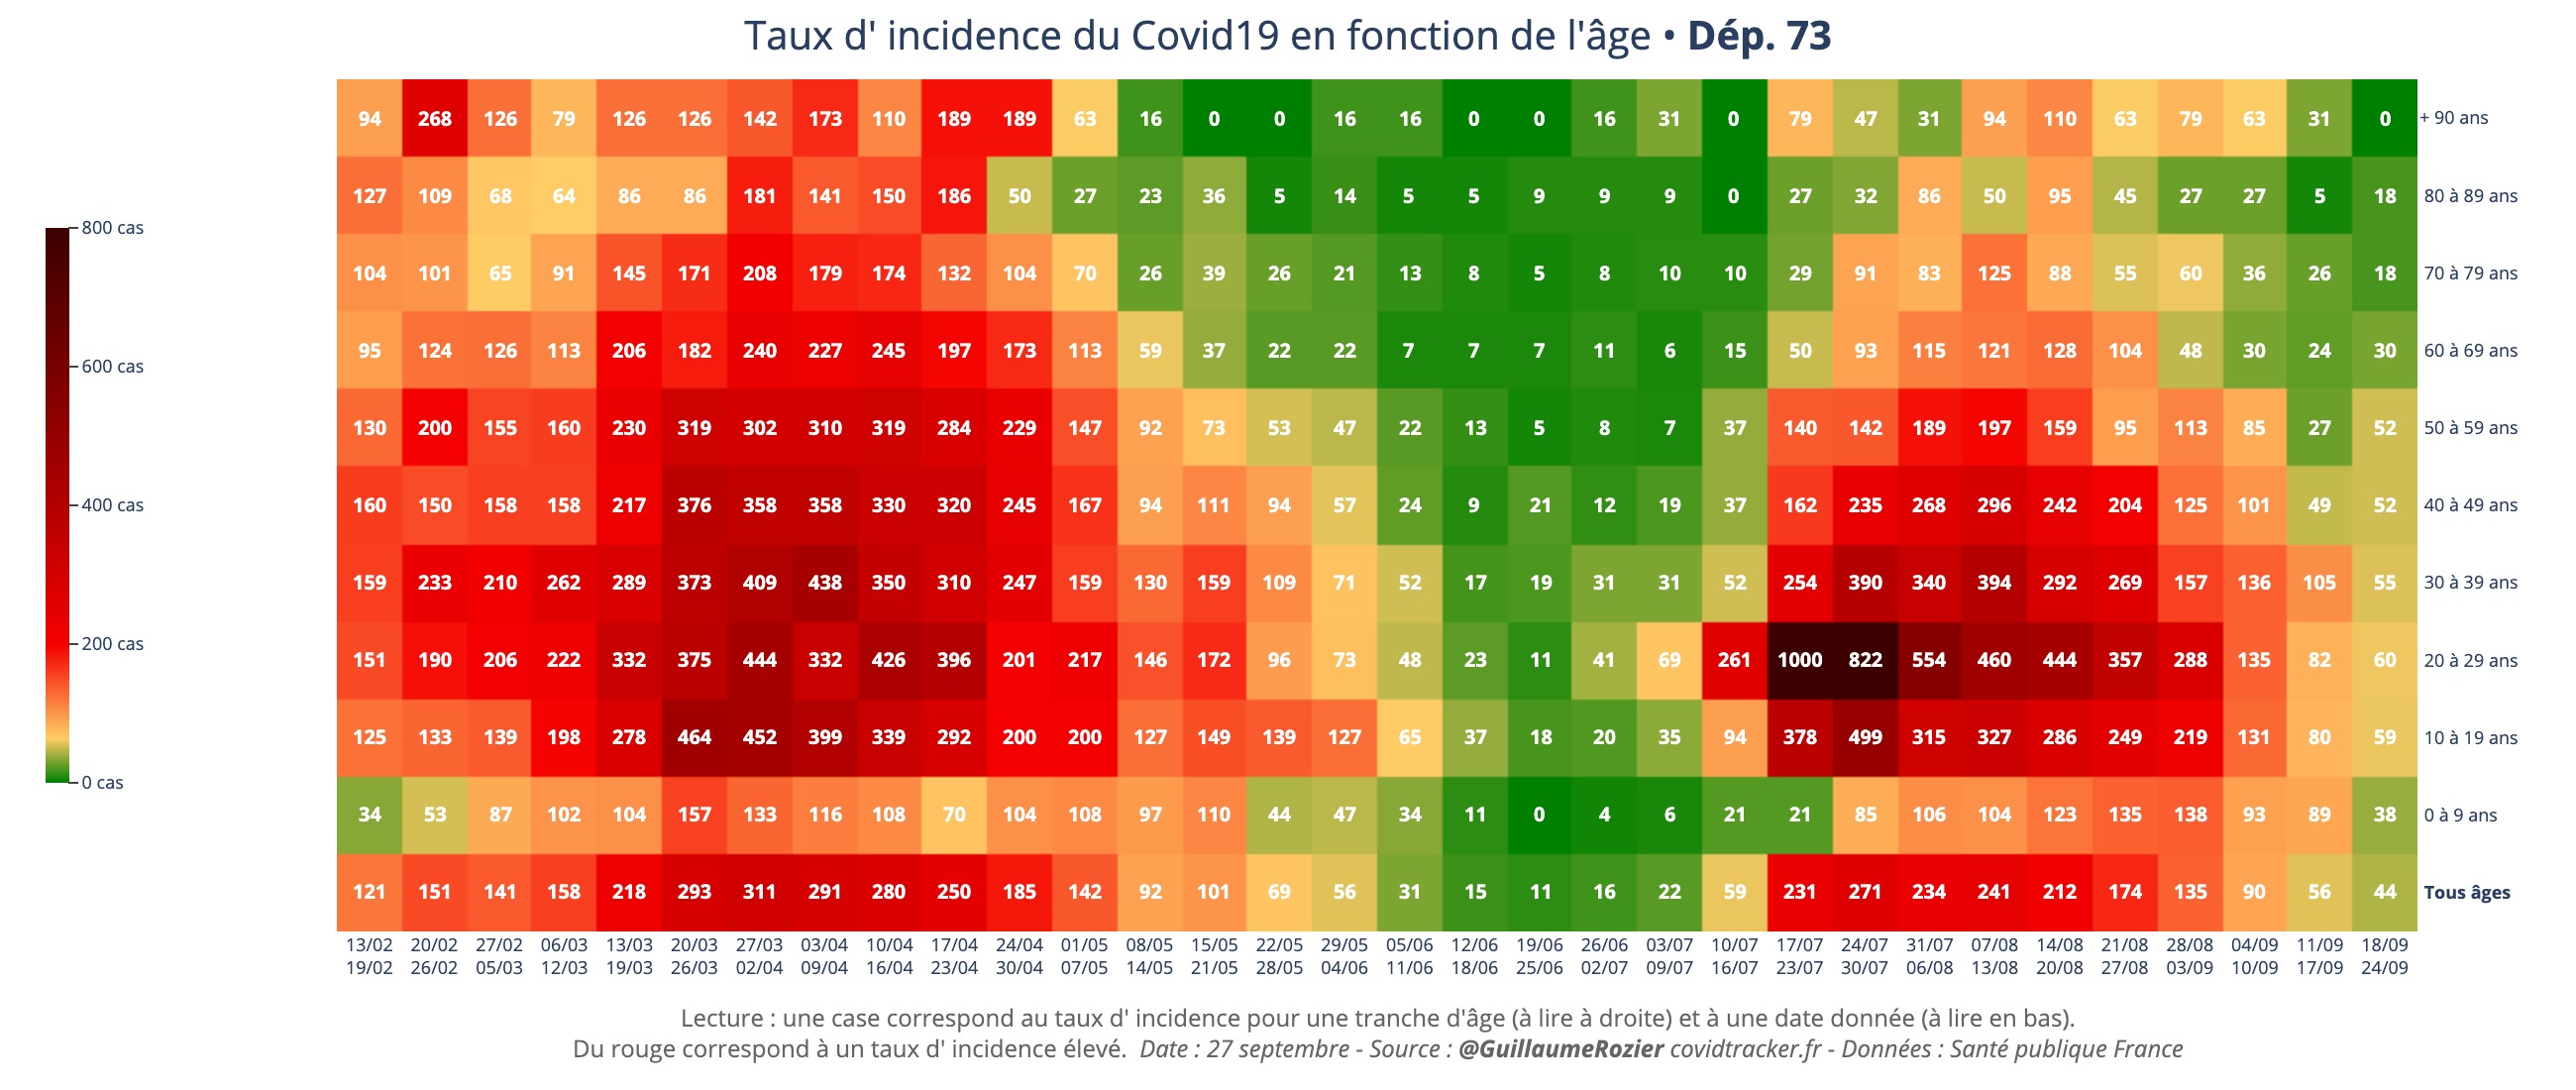 Taux d' incidence du Covid19 en fonction de l'âge • Dép. 73
94 268 126 79 126 126 142 173 110 189 189 63 16 0 0 16 16 0 0 16 31 0 79 47 31 94 110 63 79 63 31 0 + 90 ans
127 109 68 64 86 86 181 141 150 186 50 27 23 36 5 14 5 5 9 9 9 0 27 32 86 50 95 45 27 27 5 18 80 à 89 ans
800 cas
104 101 65 91 145 171 208 179 174 132 104 70 26 39 26 21 13 8 5 8 10 10 29 91 83 125 88 55 60 36 26 18 70 à 79 ans
95 124 126 113 206 182 240 227 245 197 173 113 59 37 22 22 7 7 7 11 6 15 50 93 115 121 128 104 48 30 24 30 60 à 69 ans
600 cas
130 200 155 160 230 319 302 310 319 284 229 147 92 73 53 47 22 13 5 8 7 37 140 142 189 197 159 95 113 85 27 52 50 à 59 ans
400 cas
160 150 158 158 217 376 358 358 330 320 245 167 94 111 94 57 24 9 21 12 19 37 162 235 268 296 242 204 125 101 49 52 40 à 49 ans
159 233 210 262 289 373 409 438 350 310 247 159 130 159 109 71 52 17 19 31 31 52 254 390 340 394 292 269 157 136 105 55 30 à 39 ans
200 cas
151 190 206 222 332 375 444 332 426 396 201 217 146 172 96 73 48 23 11 41 69 261 1000 822 554 460 444 357 288 135 82 60 20 à 29 ans
125 133 139 198 278 464 452 399 339 292 200 200 127 149 139 127 65 37 18 20 35 94 378 499 315 327 286 249 219 131 80 59 10 à 19 ans
0 cas
34 53 87 102 104 157 133 116 108 70 104 108 97 110 44 47 34 11 0 4 6 21 21 85 106 104 123 135 138 93 89 38 0 à 9 ans
121 151 141 158 218 293 311 291 280 250 185 142 92 101 69 56 31 15 11 16 22 59 231 271 234 241 212 174 135 90 56 44 Tous âges
13/02 20/02 27/02 06/03 13/03 20/03 27/03 03/04 10/04 17/04 24/04 01/05 08/05 15/05 22/05 29/05 05/06 12/06 19/06 26/06 03/07 10/07 17/07 24/07 31/07 07/08 14/08 21/08 28/08 04/09 11/09 18/09
19/02 26/02 05/03 12/03 19/03 26/03 02/04 09/04 16/04 23/04 30/04 07/05 14/05 21/05 28/05 04/06 11/06 18/06 25/06 02/07 09/07 16/07 23/07 30/07 06/08 13/08 20/08 27/08 03/09 10/09 17/09 24/09
Lecture : une case correspond au taux d' incidence pour une tranche d'âge (à lire à droite) et à une date donnée (à lire en bas).
Du rouge correspond à un taux d' incidence élevé. Date : 27 septembre - Source : @GuillaumeRozier covidtracker.fr - Données : Santé publique France